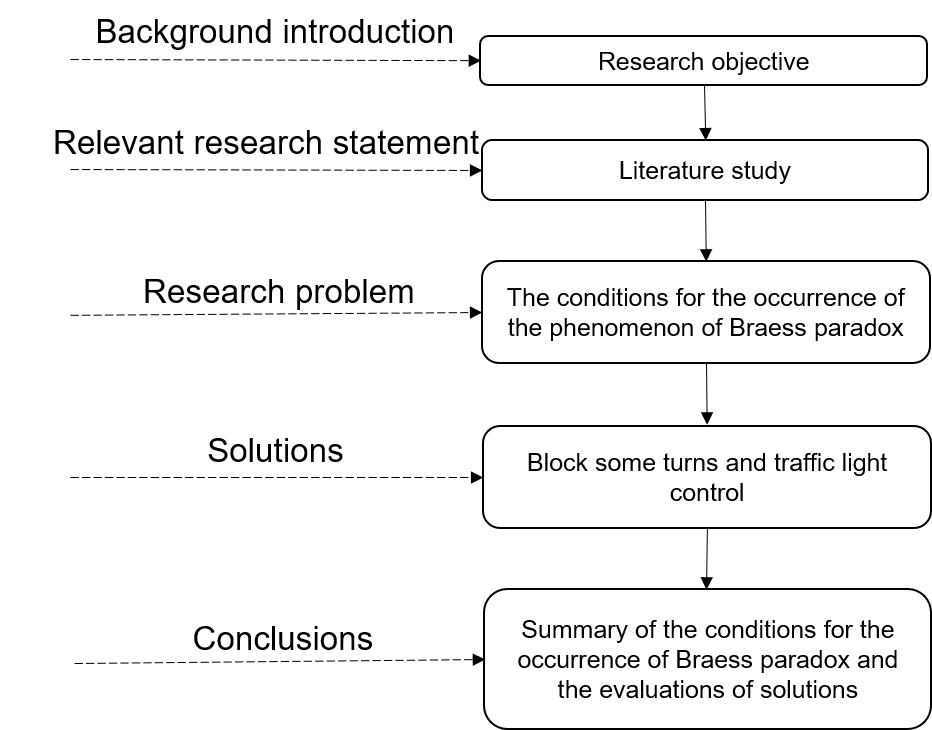 Background introduction
Research objective
Relevant research statement
Literature study
Research problem
The conditions for the occurrence of
the phenomenon of Braess paradox
Solutions
Block some turns and traffic light
control
Conclusions
Summary of the conditions for the
occurrence of Braess paradox and
the evaluations of solutions